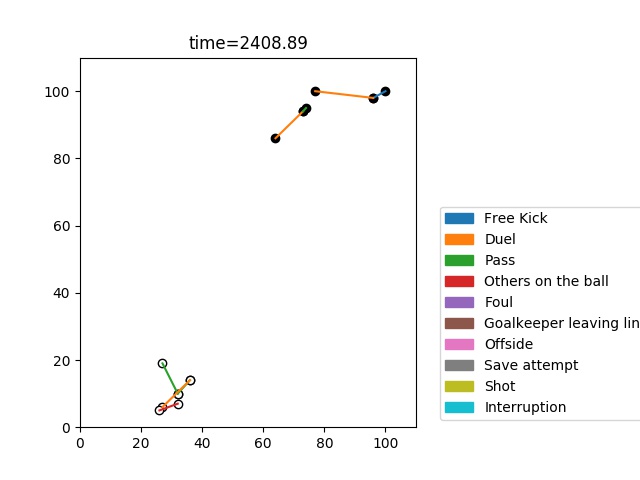 time=2408.89
100
80
60
40
20
0
0 20 40 60 80 100
Free Kick
Duel
Pass
Others on the ball
Foul
Goalkeeper leaving lin
Offside
Save attempt
Shot
Interruption